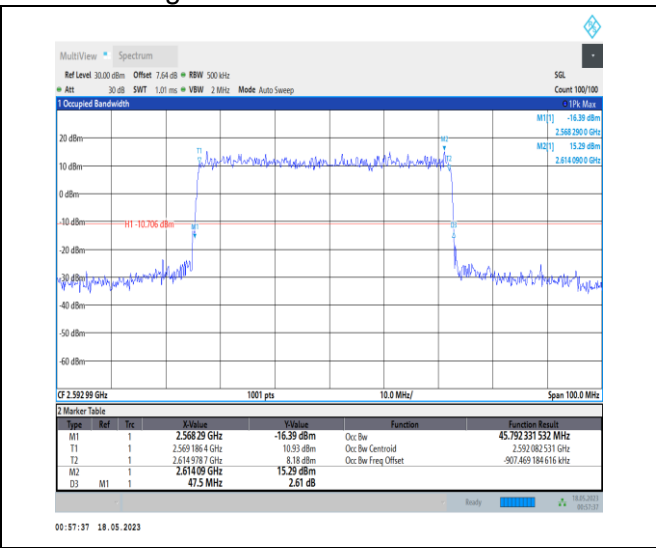 MultiView Spectrum
Ref Level 30.00 dBm Offset 7.64 dB RBW 500 kHz SGL
Att 30 dB SWT 1.01 ms VBW 2 MHz Mode Auto Sweep Count 100/100
1 Occupied Bandwidth 1Pk Max
M1[1] -16.39 dBm
2.568 290 0 GHz
M2[1] 15.29 dBm
2.614 090 0 GHz
20 dBm
M2
T1
T2
10 dBm
0 dBm
-10 dBm
H1 -10.706 dBm
M1
D3
-20 dBm
-30 dBm
-40 dBm
-50 dBm
-60 dBm
CF 2.592 99 GHz 1001 pts 10.0 MHz/ Span 100.0 MHz
2 Marker Table
Type Ref Trc X-Value Y-Value Function Function Result
M1 1 2.568 29 GHz -16.39 dBm Occ Bw 45.792 331 532 MHz
T1 1 2.569 186 4 GHz 10.93 dBm Occ Bw Centroid 2.592 082 531 GHz
T2 1 2.614 978 7 GHz 8.18 dBm Occ Bw Freq Offset -907.469 184 616 kHz
M2 1 2.614 09 GHz 15.29 dBm
D3 M1 1 47.5 MHz 2.61 dB
Ready 18.05.2023
00:57:37
00:57:37 18.05.2023